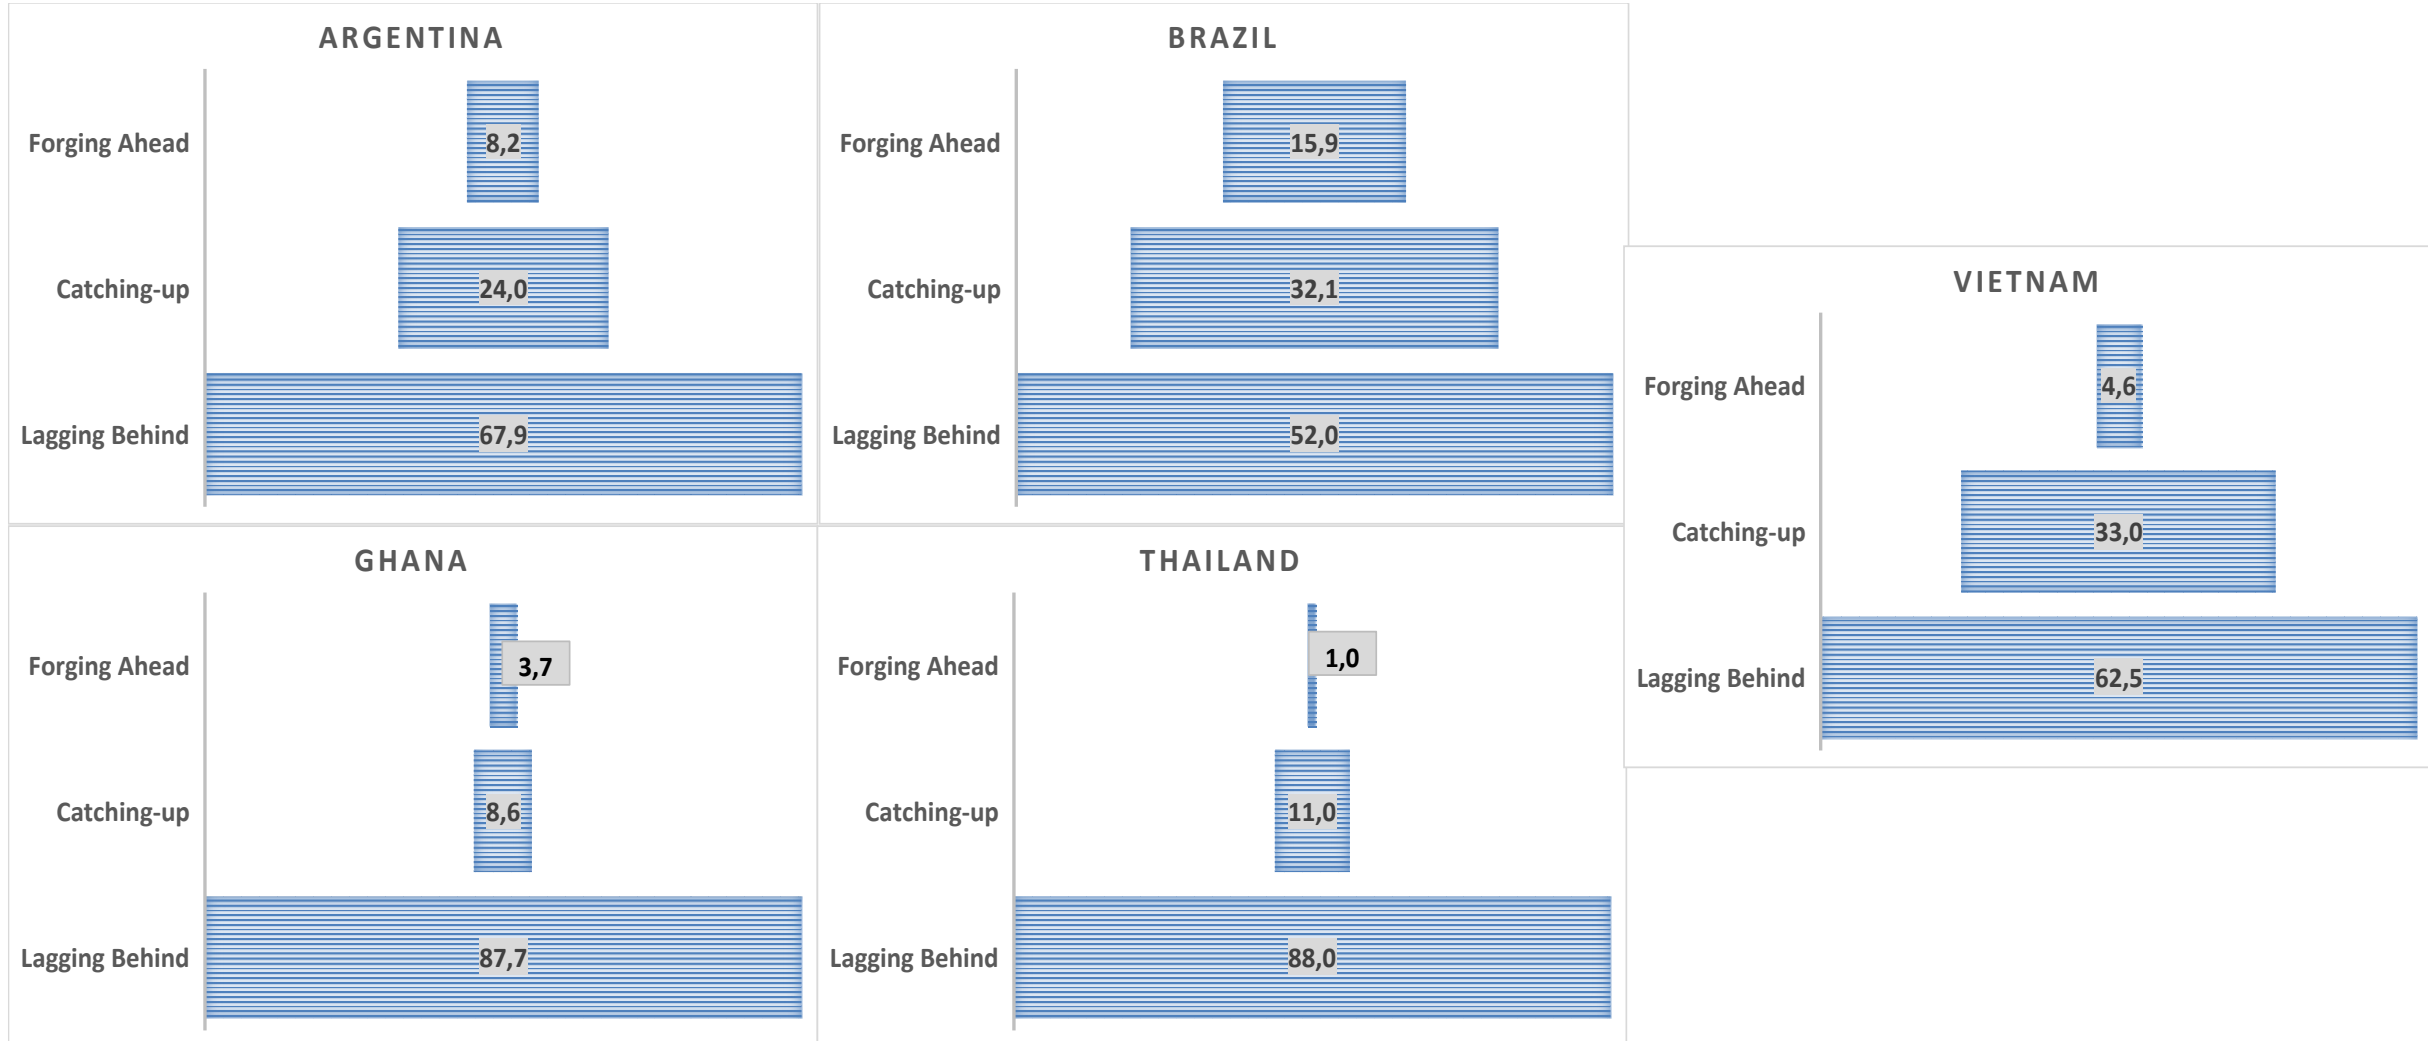 ARGENTINA
Forging Ahead
8,2
Catching-up
24,0
Lagging Behind
67,9
BRAZIL
Forging Ahead
15,9
Catching-up
32,1
Lagging Behind
52,0
VIETNAM
Forging Ahead
4,6
Catching-up
33,0
Lagging Behind
62,5
GHANA
Forging Ahead
3,7
Catching-up
8,6
Lagging Behind
87,7
THAILAND
Forging Ahead
1,0
Catching-up
11,0
Lagging Behind
88,0